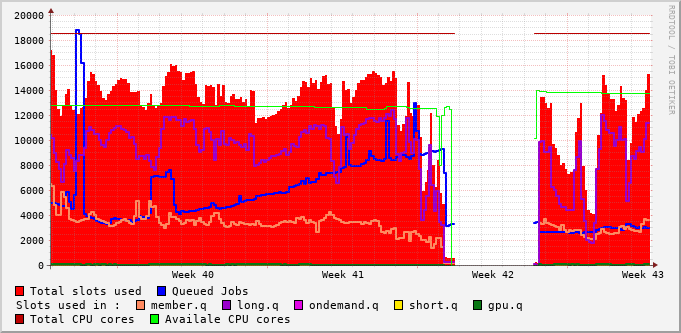 20000
18000
16000
14000
12000
10000
8000
6000
4000
2000
0
Week 40 Week 41 Week 42 Week 43
Total slots used Queued Jobs
Slots used in : member.q long.q ondemand.q short.q gpu.q
Total CPU cores Availale CPU cores
RRDTOOL / TOBI OETIKER